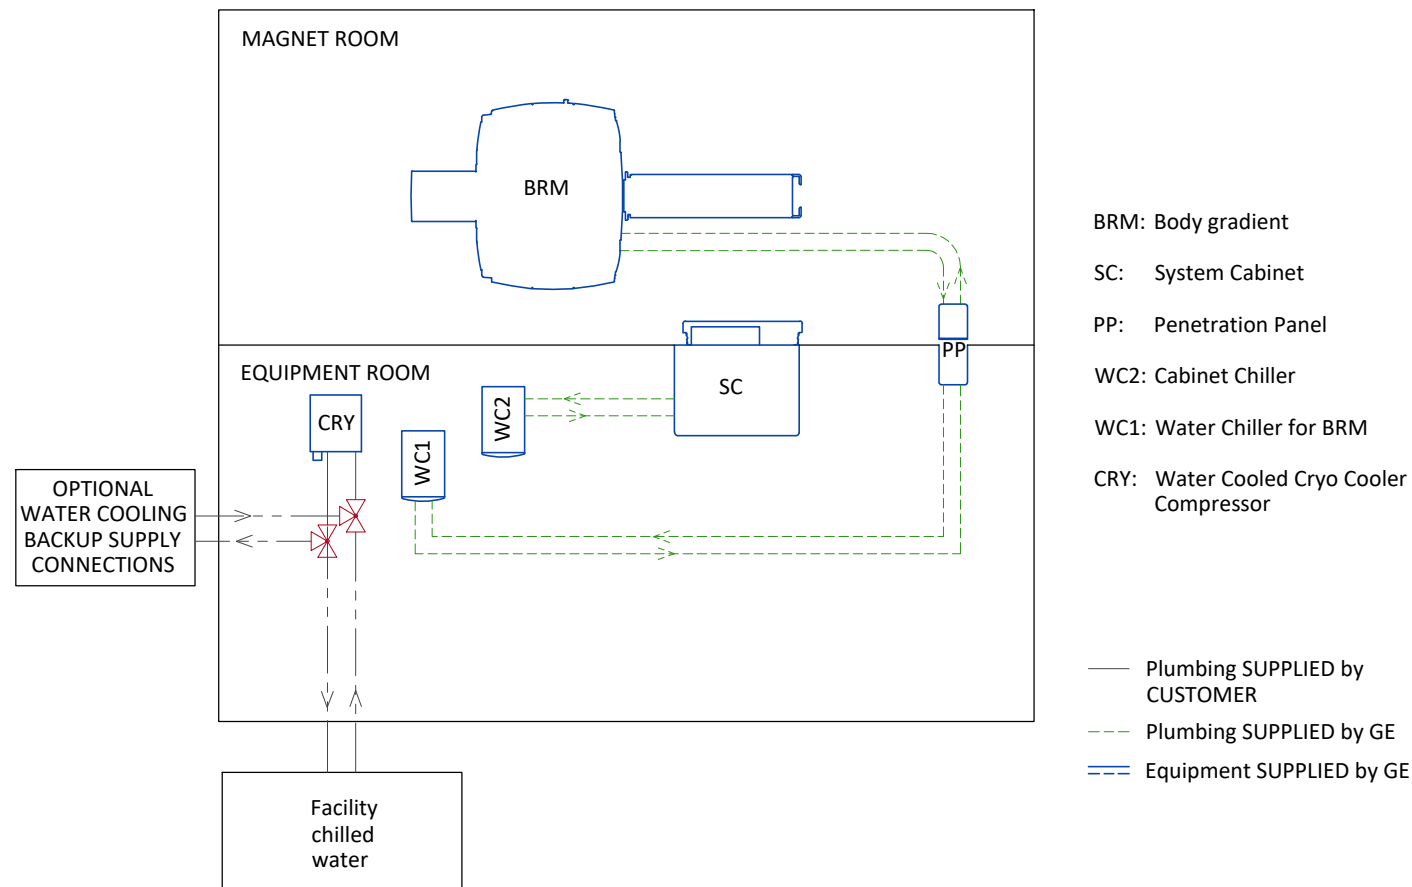 MAGNET ROOM
BRM
PP
EQUIPMENT ROOM
SC
CRY
WC2
WC1
OPTIONAL
WATER COOLING
BACKUP SUPPLY
CONNECTIONS
Facility
chilled
water
BRM: Body gradient
SC: System Cabinet
PP: Penetration Panel
WC2: Cabinet Chiller
WC1: Water Chiller for BRM
CRY: Water Cooled Cryo Cooler
Compressor
Plumbing SUPPLIED by
CUSTOMER
Plumbing SUPPLIED by GE
Equipment SUPPLIED by GE